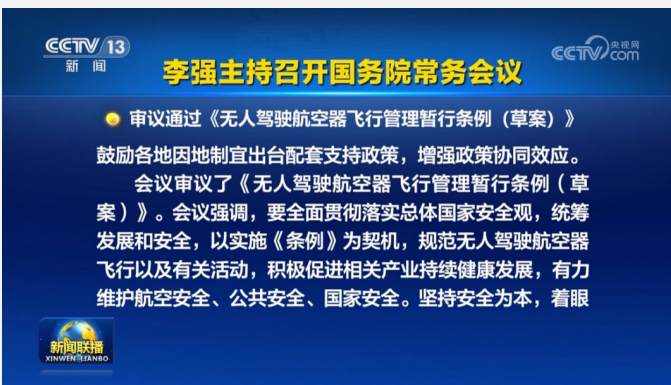 CCTV 13
新闻
央视网
CCTV.com
李强主持召开国务院常务会议
审议通过《无人驾驶航空器飞行管理暂行条例（草案）》
鼓励各地因地制宜出台配套支持政策，增强政策协同效应。
会议审议了《无人驾驶航空器飞行管理暂行条例（草
案）》。会议强调，要全面贯彻落实总体国家安全观，统筹
发展和安全，以实施《条例》为契机，规范无人驾驶航空器
飞行以及有关活动，积极促进相关产业持续健康发展，有力
维护航空安全、公共安全、国家安全。坚持安全为本，着眼
新闻联播
XINWEN LIANBO